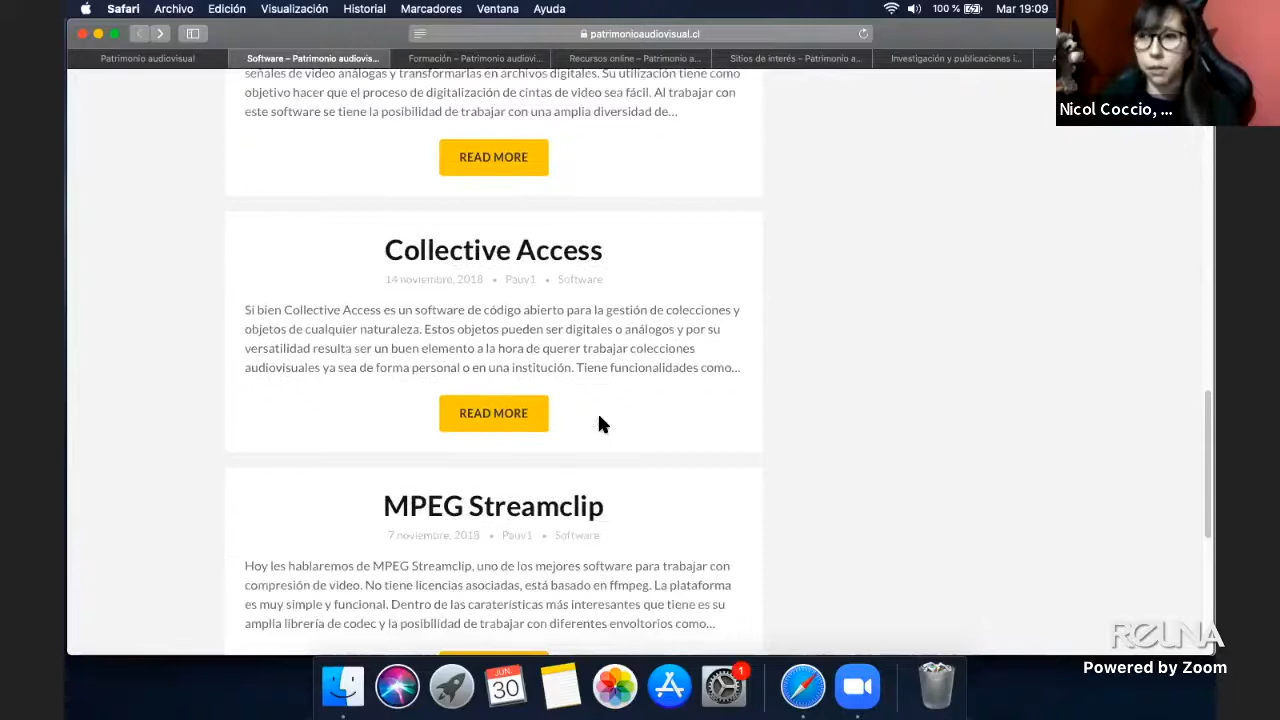 Safari Archivo Edición Visualización Historial Marcadores Ventana Ayuda 100 % Mar 19:09
patrimonioaudiovisual.cl
Patrimonio audiovisual Software – Patrimonio audiovis... Formación – Patrimonio audiovi... Recursos online – Patrimonio a... Sitios de interés – Patrimonio a... Investigación y publicaciones i...
Nicol Coccio, ...
señales de video análogas y transformarlas en archivos digitales. Su utilización tiene como
objetivo hacer que el proceso de digitalización de cintas de video sea fácil. Al trabajar con
este software se tiene la posibilidad de trabajar con una amplia diversidad de...
READ MORE
Collective Access
14 noviembre, 2018 • Pauv1 • Software
Si bien Collective Access es un software de código abierto para la gestión de colecciones y
objetos de cualquier naturaleza. Estos objetos pueden ser digitales o análogos y por su
versatilidad resulta ser un buen elemento a la hora de querer trabajar colecciones
audiovisuales ya sea de forma personal o en una institución. Tiene funcionalidades como...
READ MORE
MPEG Streamclip
7 noviembre, 2018 • Pauv1 • Software
Hoy les hablaremos de MPEG Streamclip, uno de los mejores software para trabajar con
compresión de video. No tiene licencias asociadas, está basado en ffmpeg. La plataforma
es muy simple y funcional. Dentro de las caraterísticas más interesantes que tiene es su
amplia librería de codec y la posibilidad de trabajar con diferentes envoltorios como...
Powered by Zoom
JUN.
30
1